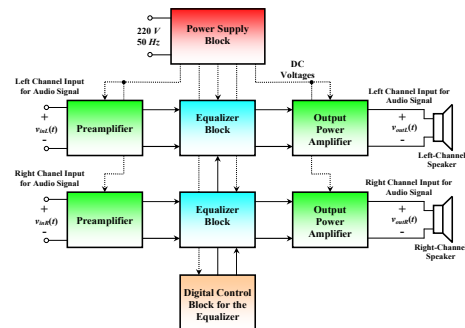 220 V
50 Hz
Power Supply
Block
DC
Voltages
Left Channel Input
for Audio Signal
+
vinL(t)
-
Preamplifier
Equalizer
Block
Output
Power
Amplifier
Left Channel Input for
Audio Signal
+
voutL(t)
-
Left-Channel
Speaker
Right Channel Input
for Audio Signal
+
vinR(t)
-
Preamplifier
Equalizer
Block
Output
Power
Amplifier
Right Channel Input for
Audio Signal
+
voutR(t)
-
Right-Channel
Speaker
Digital Control
Block for the
Equalizer